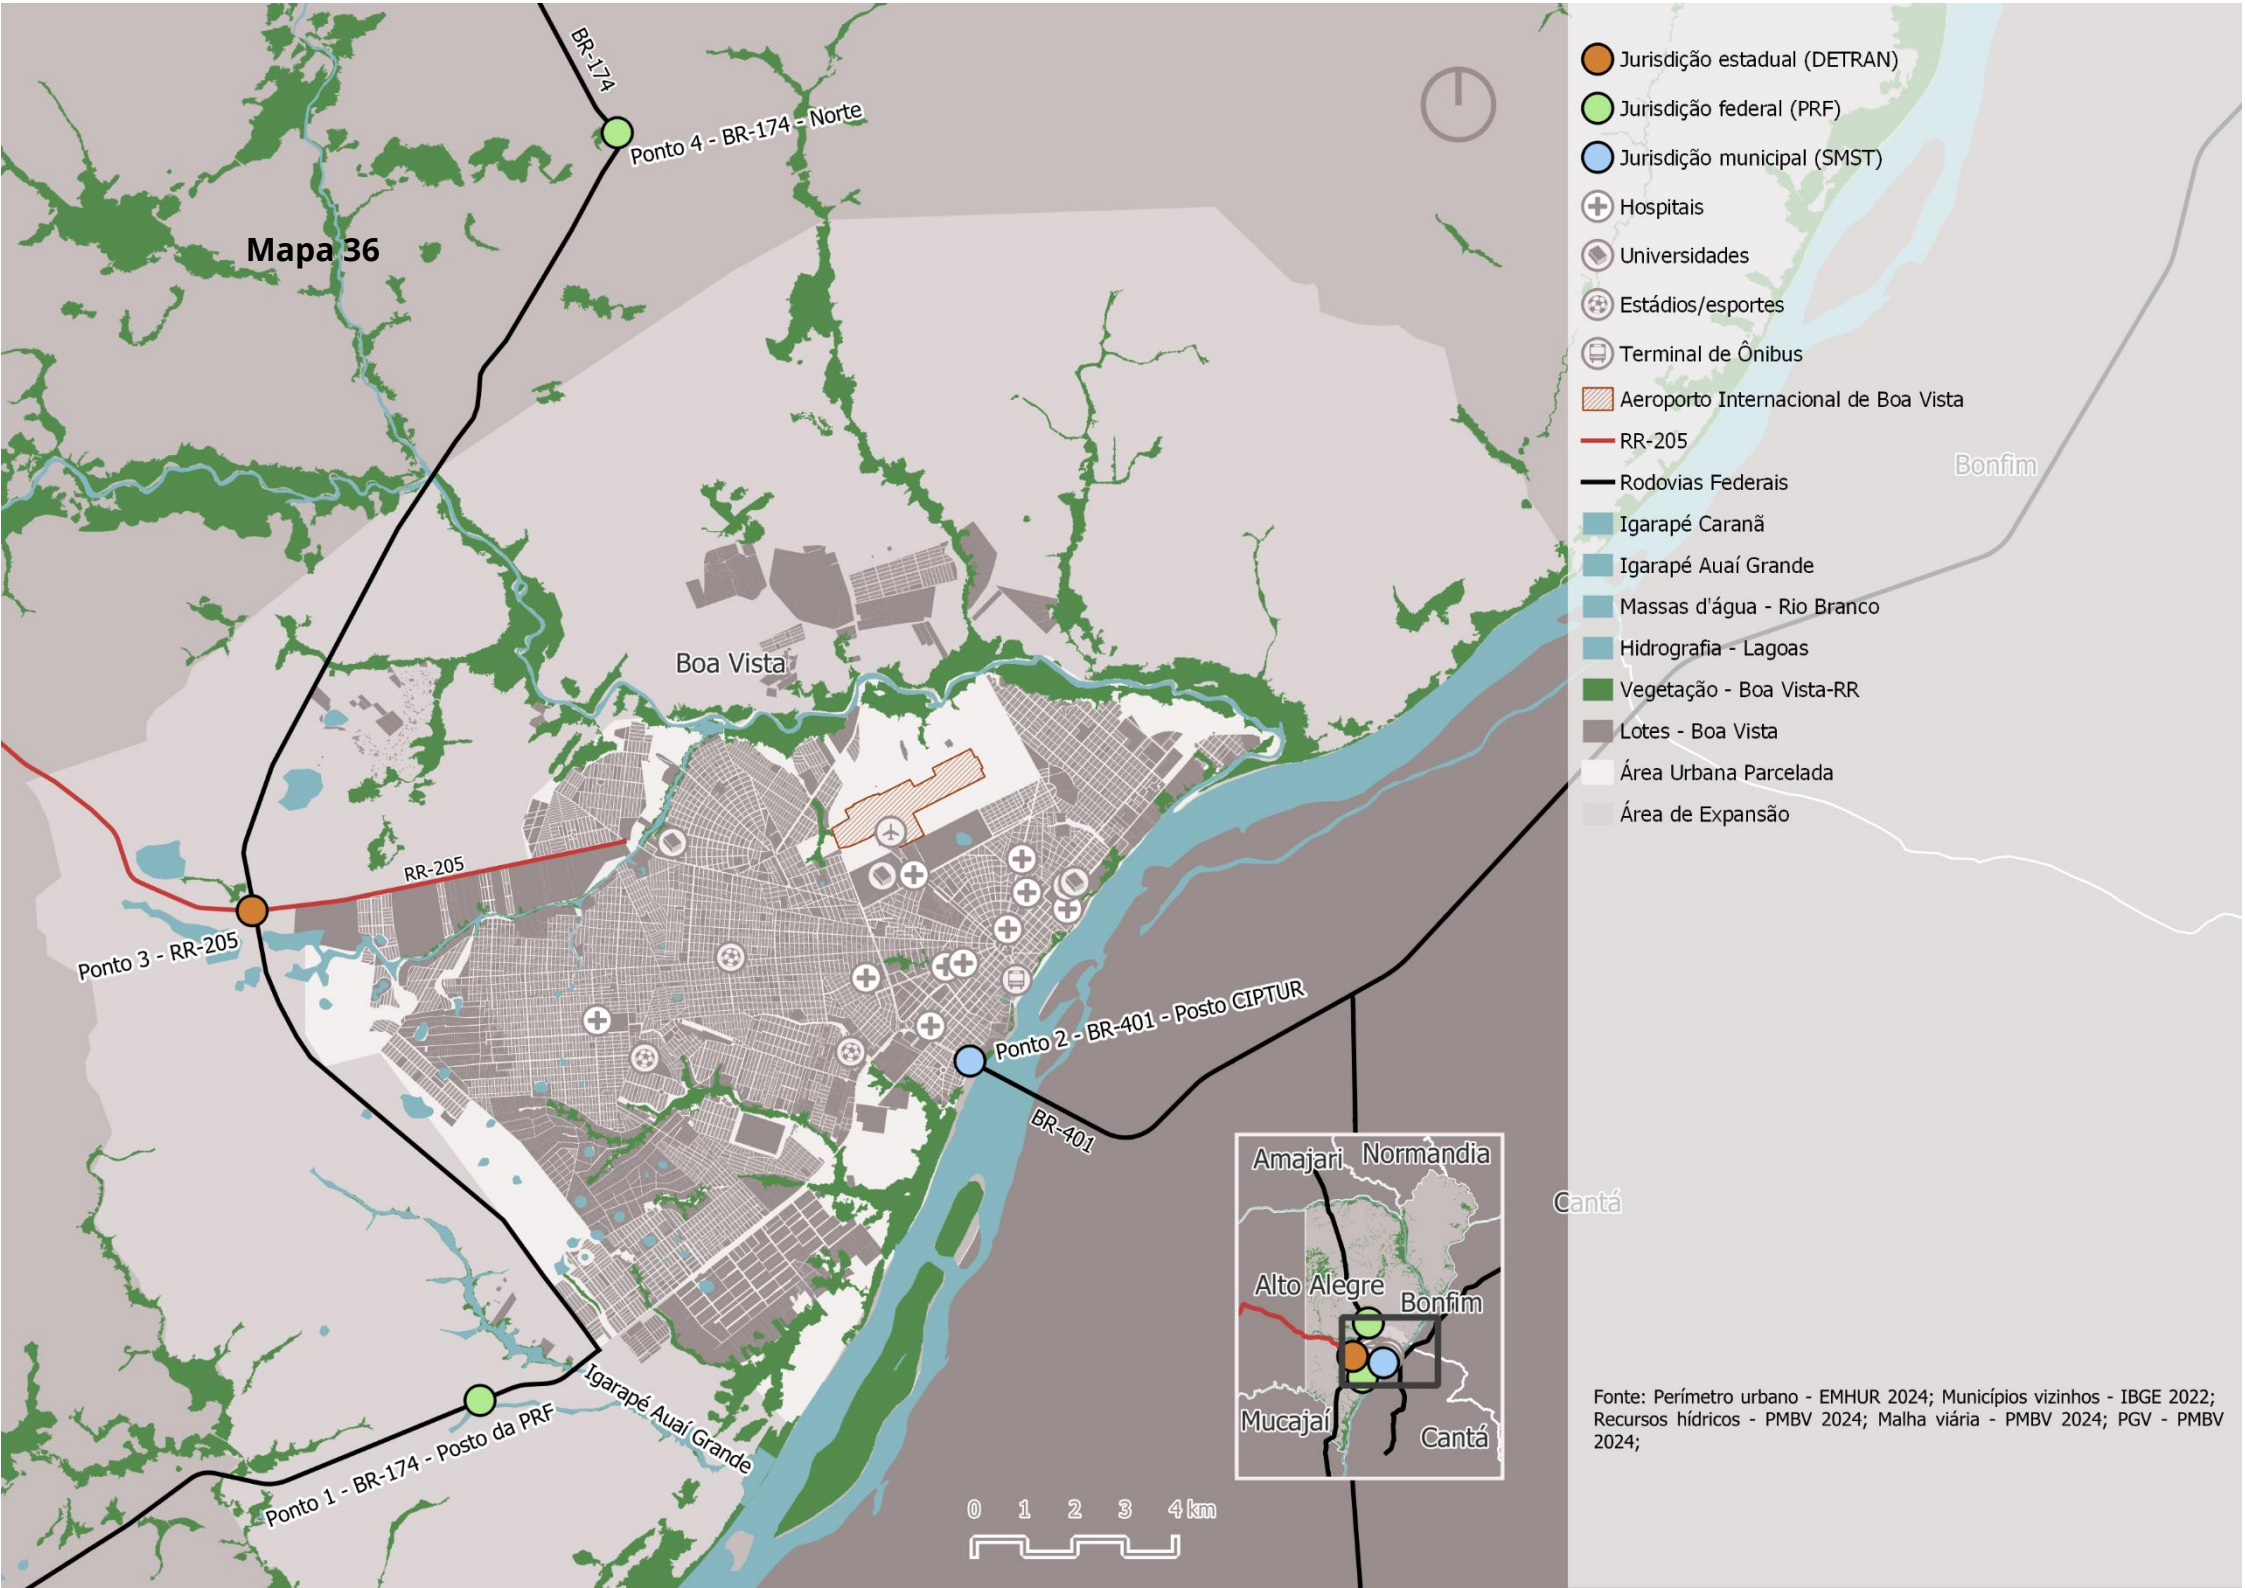 BR-174
Ponto 4 - BR-174 - Norte
Mapa 36
Boa Vista
RR-205
Ponto 3 - RR-205
Ponto 2 - BR-401 - Posto CIPTUR
BR-401
Igarapé Auaí Grande
Ponto 1 - BR-174 - Posto da PRF
Bonfim
Cantá
Jurisdição estadual (DETRAN)
Jurisdição federal (PRF)
Jurisdição municipal (SMST)
Hospitais
Universidades
Estádios/esportes
Terminal de Ônibus
Aeroporto Internacional de Boa Vista
RR-205
Rodovias Federais
Igarapé Caranã
Igarapé Auaí Grande
Massas d'água - Rio Branco
Hidrografia - Lagoas
Vegetação - Boa Vista-RR
Lotes - Boa Vista
Área Urbana Parcelada
Área de Expansão
Amajari
Normandia
Alto Alegre
Bonfim
Mucajaí
Cantá
0 1 2 3 4 km
Fonte: Perímetro urbano - EMHUR 2024; Municípios vizinhos - IBGE 2022;
Recursos hídricos - PMBV 2024; Malha viária - PMBV 2024; PGV - PMBV
2024;